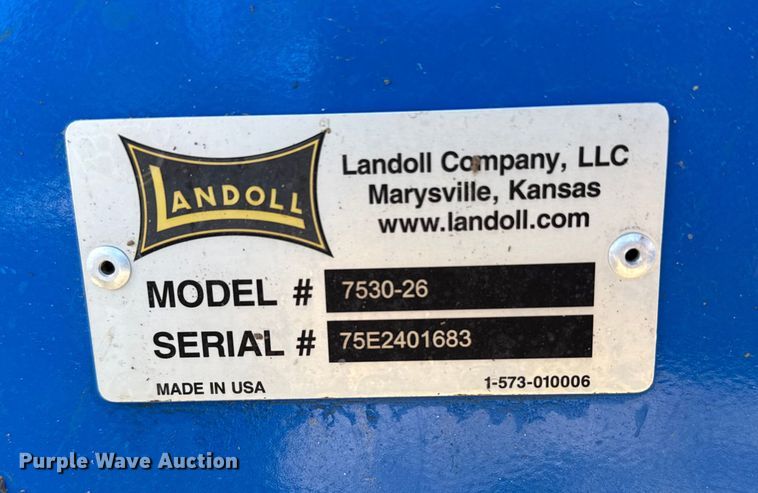 LANDOLL
Landoll Company, LLC
Marysville, Kansas
www.landoll.com
MODEL # 7530-26
SERIAL # 75E2401683
MADE IN USA 1-573-010006
Purple Wave Auction